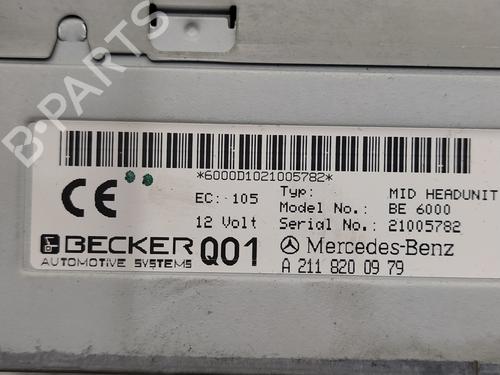 B-PARTS
*6000D1021005782*
CE
EC: 105
Typ: MID HEADUNIT
Model No.: BE 6000
12 Volt
Serial No.: 21005782
BECKER Q01
AUTOMOTIVE SYSTEMS
Mercedes-Benz
A 211 820 09 79